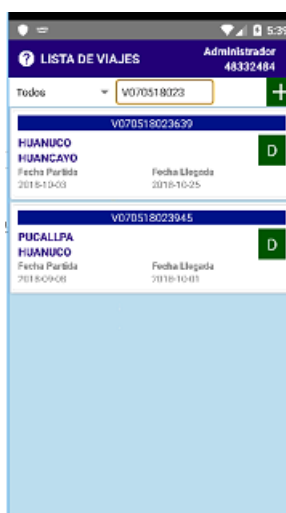 5:39
LISTA DE VIAJES
Administrador
48332484
Todos
V070518023
+
V070518023639
HUANUCO
HUANCAYO
D
Fecha Partida
Fecha Llegada
2018-10-03
2018-10-25
V070518023945
PUCALLPA
HUANUCO
D
Fecha Partida
Fecha Llegada
2018-09-08
2018-10-01